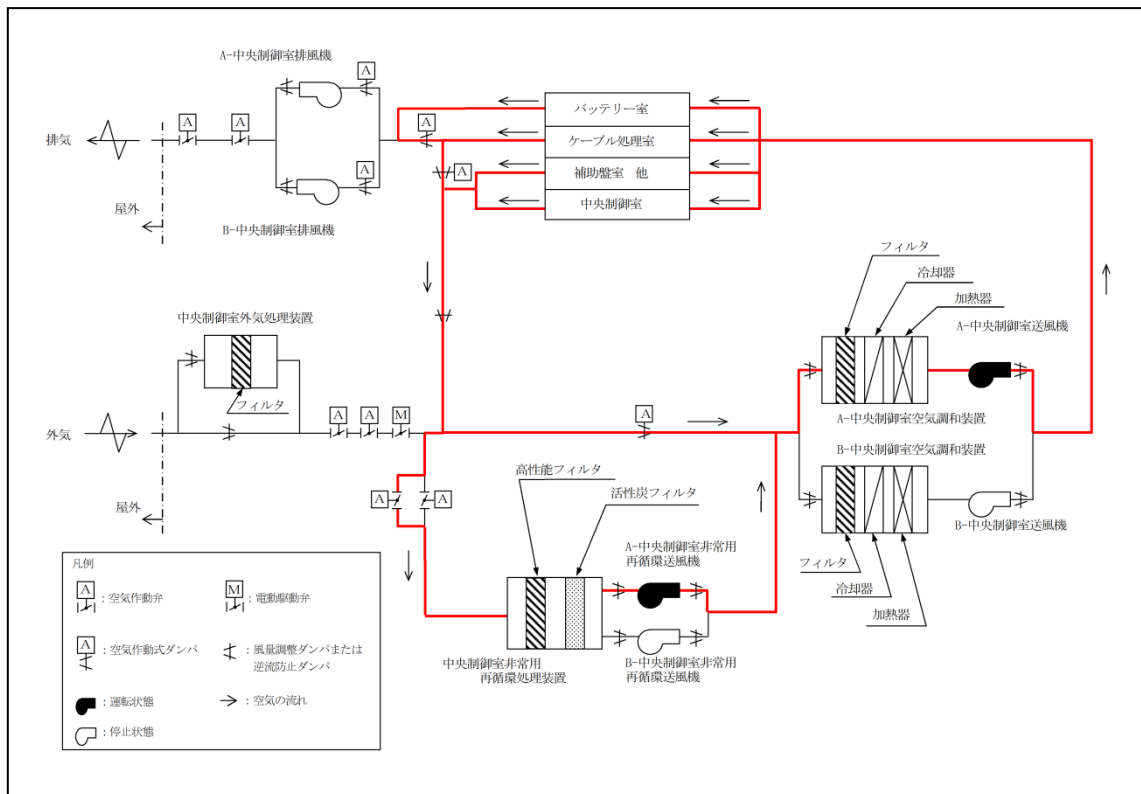 A-中央制御室排風機
A
A
A
A
A
A
排気
屋外
B-中央制御室排風機
バッテリー室
ケーブル処理室
補助盤室 他
中央制御室
フィルタ
冷却器
加熱器
A-中央制御室送風機
中央制御室外気処理装置
フィルタ
A
A
M
A
外気
屋外
A-中央制御室空気調和装置
B-中央制御室空気調和装置
B-中央制御室送風機
フィルタ
冷却器
加熱器
高性能フィルタ
活性炭フィルタ
A
A
A-中央制御室非常用
再循環送風機
中央制御室非常用
再循環処理装置
B-中央制御室非常用
再循環送風機
凡例
A
：空気作動弁
M
：電動駆動弁
A
：空気作動式ダンパ
：風量調整ダンパまたは
逆流防止ダンパ
：運転状態
：空気の流れ
：停止状態